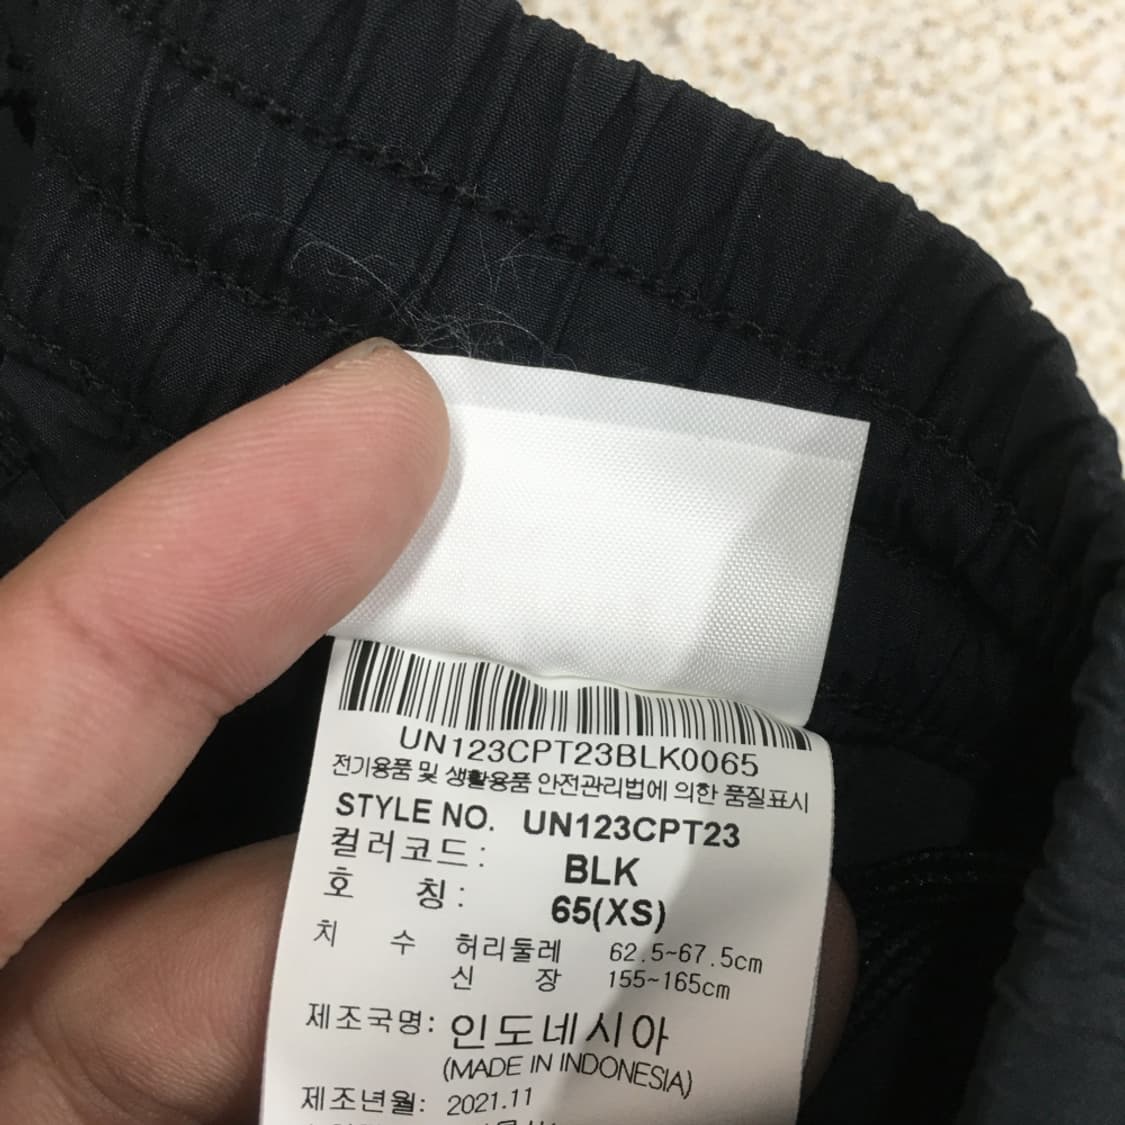 UN123CPT23BLK0065
전기용품 및 생활용품 안전관리법에 의한 품질표시
STYLE NO. UN123CPT23
컬러코드: BLK
호 칭: 65(XS)
치 수 허리둘레 62.5~67.5cm
신 장 155~165cm
제조국명: 인도네시아
(MADE IN INDONESIA)
제조년월: 2021.11